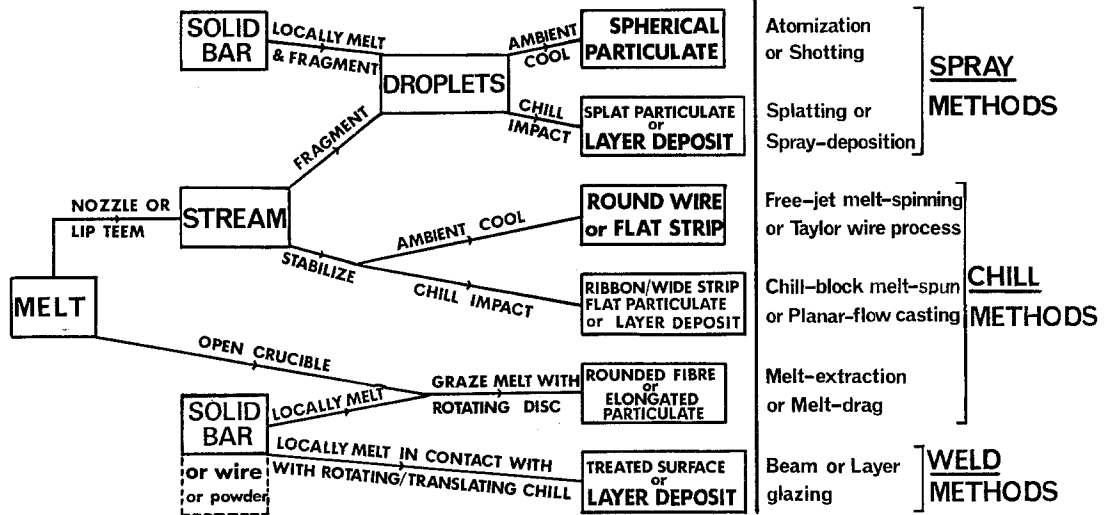 SOLID
BAR
LOCALLY MELT
& FRAGMENT
DROPLETS
AMBIENT
COOL
SPHERICAL
PARTICULATE
Atomization
or Shotting
SPRAY
METHODS
CHILL
IMPACT
SPLAT PARTICULATE
or
LAYER DEPOSIT
Splatting or
Spray-deposition
FRAGMENT
NOZZLE OR
LIP TEEM
STREAM
STABILIZE
AMBIENT COOL
ROUND WIRE
or FLAT STRIP
Free-jet melt-spinning
or Taylor wire process
CHILL
METHODS
CHILL IMPACT
RIBBON/WIDE STRIP
FLAT PARTICULATE
or LAYER DEPOSIT
Chill-block melt-spun
or Planar-flow casting
MELT
OPEN CRUCIBLE
LOCALLY MELT
GRAZE MELT WITH
ROTATING DISC
ROUNDED FIBRE
or
ELONGATED
PARTICULATE
Melt-extraction
or Melt-drag
SOLID
BAR
or wire
or powder
LOCALLY MELT IN CONTACT WITH
WITH ROTATING/TRANSLATING CHILL
TREATED SURFACE
or
LAYER DEPOSIT
Beam or Layer
glazing
WELD
METHODS